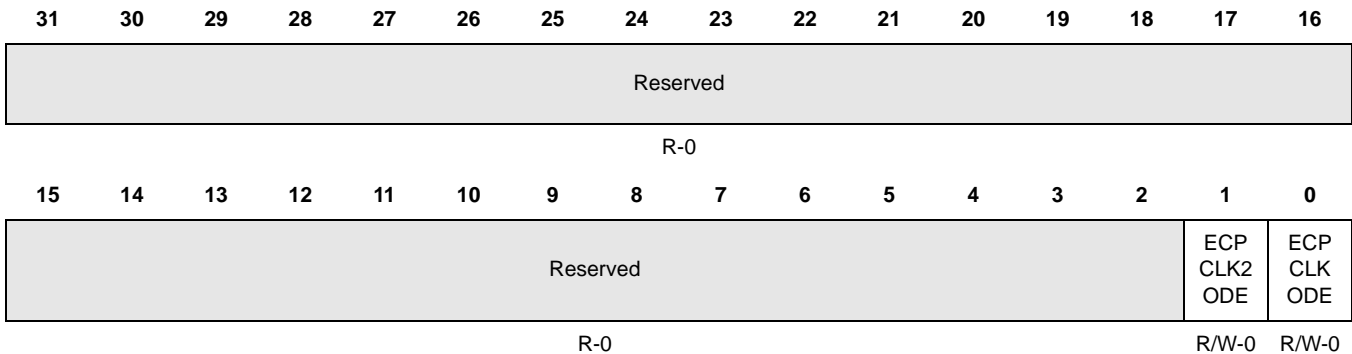 31 30 29 28 27 26 25 24 23 22 21 20 19 18 17 16
Reserved
R-0
15 14 13 12 11 10 9 8 7 6 5 4 3 2 1 0
Reserved
ECP
CLK2
ODE
ECP
CLK
ODE
R-0 R/W-0 R/W-0